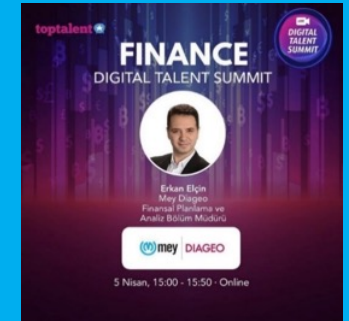 toptalent
DIGITAL
TALENT
SUMMIT
FINANCE
DIGITAL TALENT SUMMIT
Erkan Elçin
Mey Diageo
Finansal Planlama ve
Analiz Bölüm Müdürü
mey DIAGEO
5 Nisan, 15:00 - 15:50 · Online